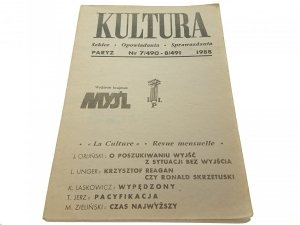 KULTURA
Szkice • Opowiadania • Sprawozdania
PARYŻ Nr 7/490 - 8/491 1988
Wydanie krajowe
MYŚL
« La Culture » Revue mensuelle
J. ORLIŃSKI: O POSZUKIWANIU WYJŚĆ
Z SYTUACJI BEZ WYJŚCIA
L. UNGER: KRZYSZTOF REAGAN
CZY RONALD SKRZETUSKI
K. LASKOWICZ: WYPĘDZONY
T. JERZ: PACYFIKACJA
M. ZIELIŃSKI: CZAS NAJWYŻSZY